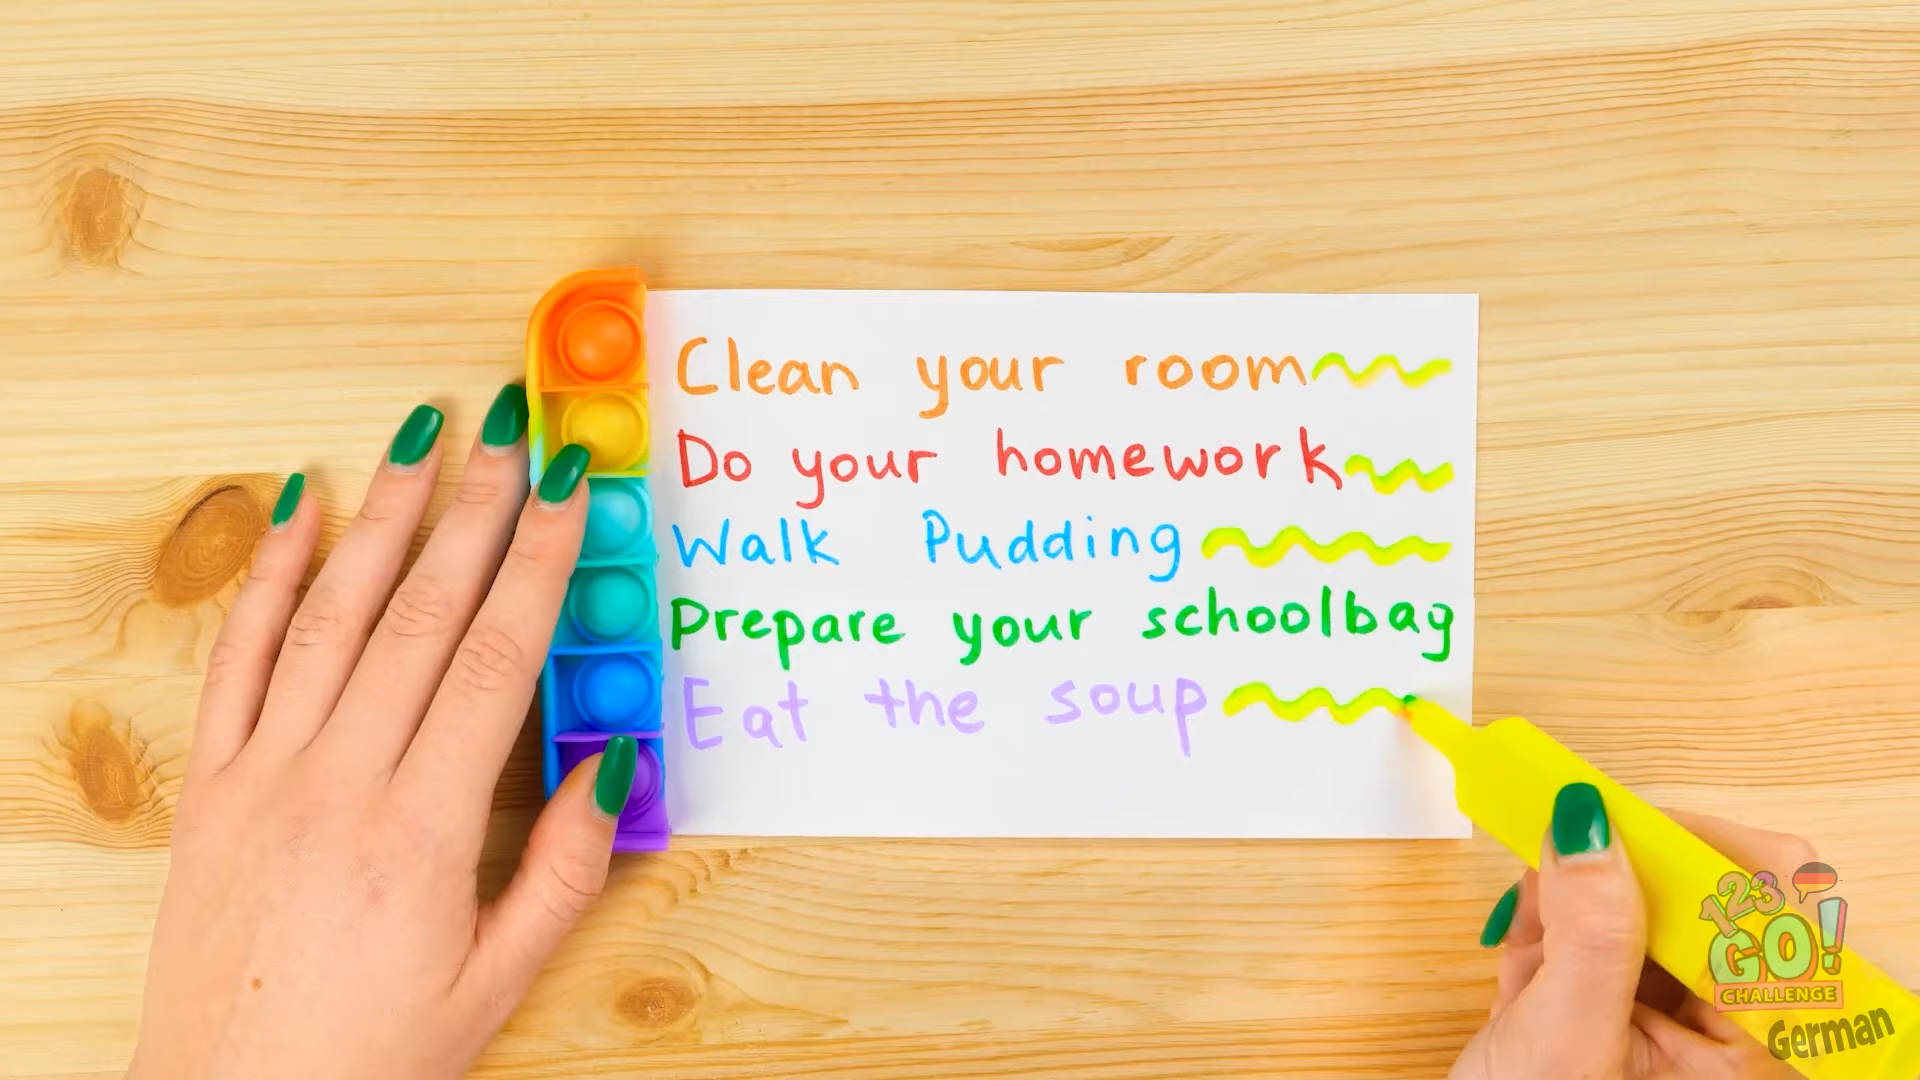 Clean your room
Do your homework
Walk Pudding
Prepare your schoolbag
Eat the soup
123
GO!
CHALLENGE
German